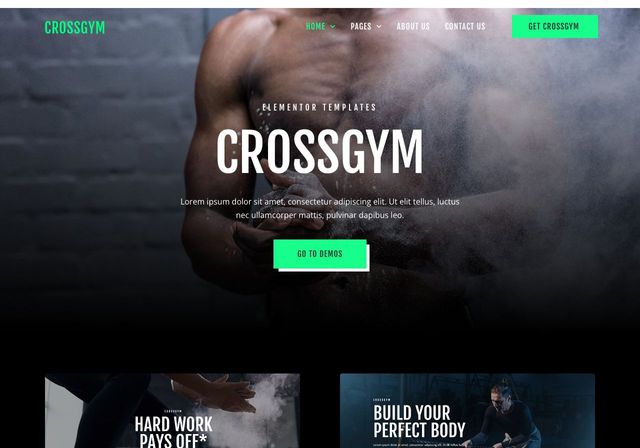 CROSSGYM
HOME PAGES ABOUT US CONTACT US GET CROSSGYM
ELEMENTOR TEMPLATES
CROSSGYM
Lorem ipsum dolor sit amet, consectetur adipiscing elit. Ut elit tellus, luctus
nec ullamcorper mattis, pulvinar dapibus leo.
GO TO DEMOS
CROSSGYM
HARD WORK
PAYS OFF*
CROSSGYM
BUILD YOUR
PERFECT BODY